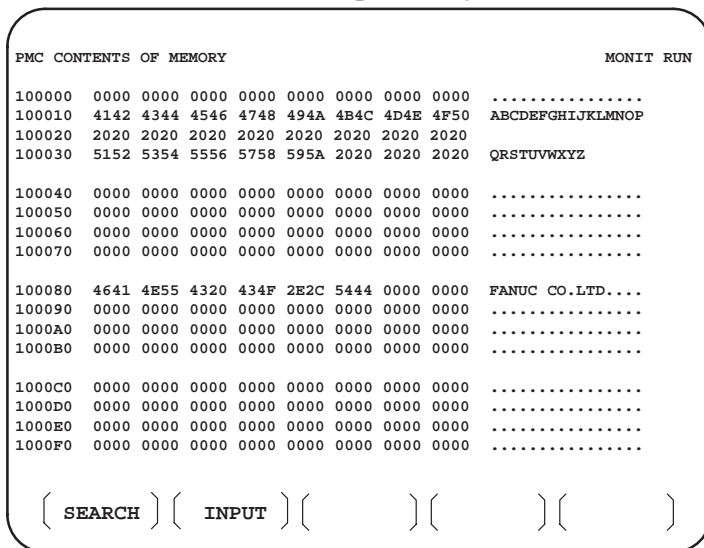 PMC CONTENTS OF MEMORY MONIT RUN
100000 0000 0000 0000 0000 0000 0000 0000 0000 ................
100010 4142 4344 4546 4748 494A 4B4C 4D4E 4F50 ABCDEFGHIJKLMNOP
100020 2020 2020 2020 2020 2020 2020 2020 2020
100030 5152 5354 5556 5758 595A 2020 2020 2020 QRSTUVWXYZ
100040 0000 0000 0000 0000 0000 0000 0000 0000 ................
100050 0000 0000 0000 0000 0000 0000 0000 0000 ................
100060 0000 0000 0000 0000 0000 0000 0000 0000 ................
100070 0000 0000 0000 0000 0000 0000 0000 0000 ................
100080 4641 4E55 4320 434F 2E2C 5444 0000 0000 FANUC CO.LTD....
100090 0000 0000 0000 0000 0000 0000 0000 0000 ................
1000A0 0000 0000 0000 0000 0000 0000 0000 0000 ................
1000B0 0000 0000 0000 0000 0000 0000 0000 0000 ................
1000C0 0000 0000 0000 0000 0000 0000 0000 0000 ................
1000D0 0000 0000 0000 0000 0000 0000 0000 0000 ................
1000E0 0000 0000 0000 0000 0000 0000 0000 0000 ................
1000F0 0000 0000 0000 0000 0000 0000 0000 0000 ................
[ SEARCH ] [ INPUT ] [ ] [ ] [ ]